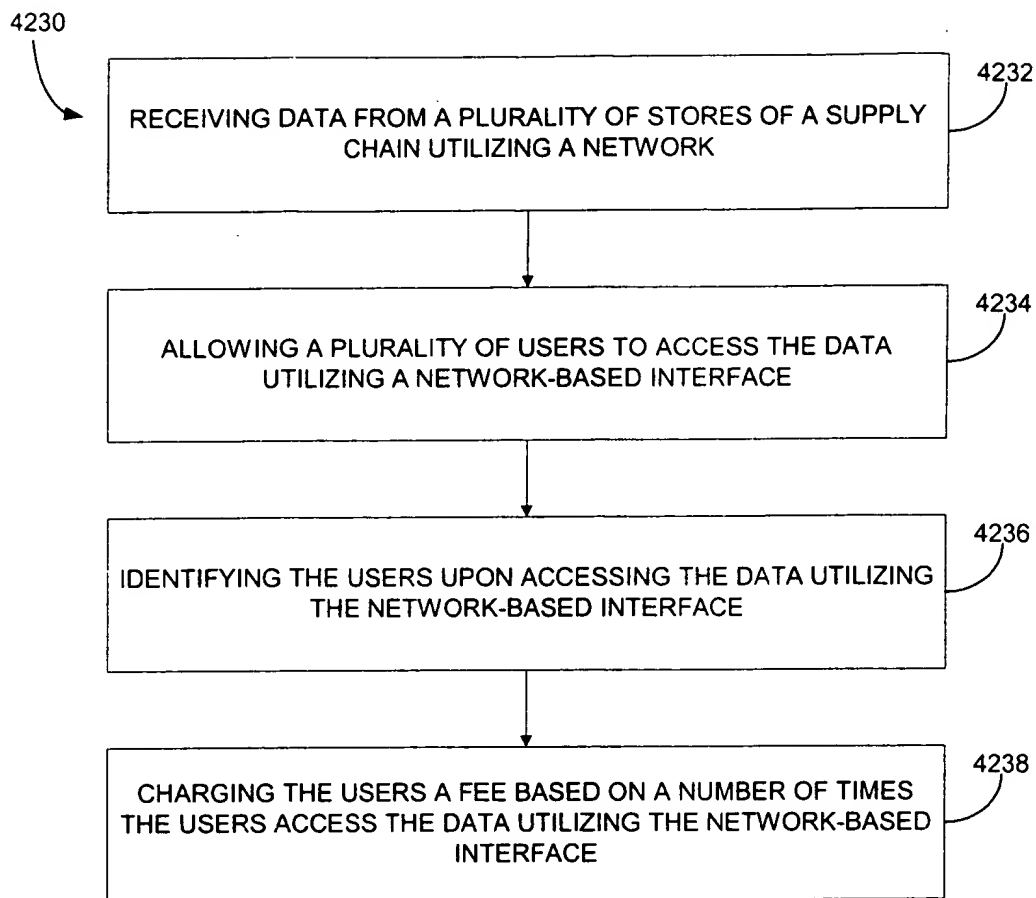 4230
4232
RECEIVING DATA FROM A PLURALITY OF STORES OF A SUPPLY
CHAIN UTILIZING A NETWORK
4234
ALLOWING A PLURALITY OF USERS TO ACCESS THE DATA
UTILIZING A NETWORK-BASED INTERFACE
4236
IDENTIFYING THE USERS UPON ACCESSING THE DATA UTILIZING
THE NETWORK-BASED INTERFACE
4238
CHARGING THE USERS A FEE BASED ON A NUMBER OF TIMES
THE USERS ACCESS THE DATA UTILIZING THE NETWORK-BASED
INTERFACE